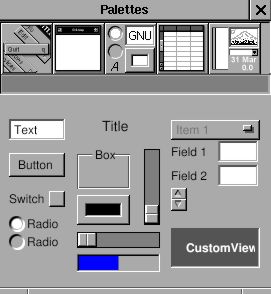 Palettes
Edit
Quit q
GNU
A
31 Mar
0.0
Text
Title
Item 1
Box
Field 1
Button
Field 2
Switch
Radio
Radio
CustomView